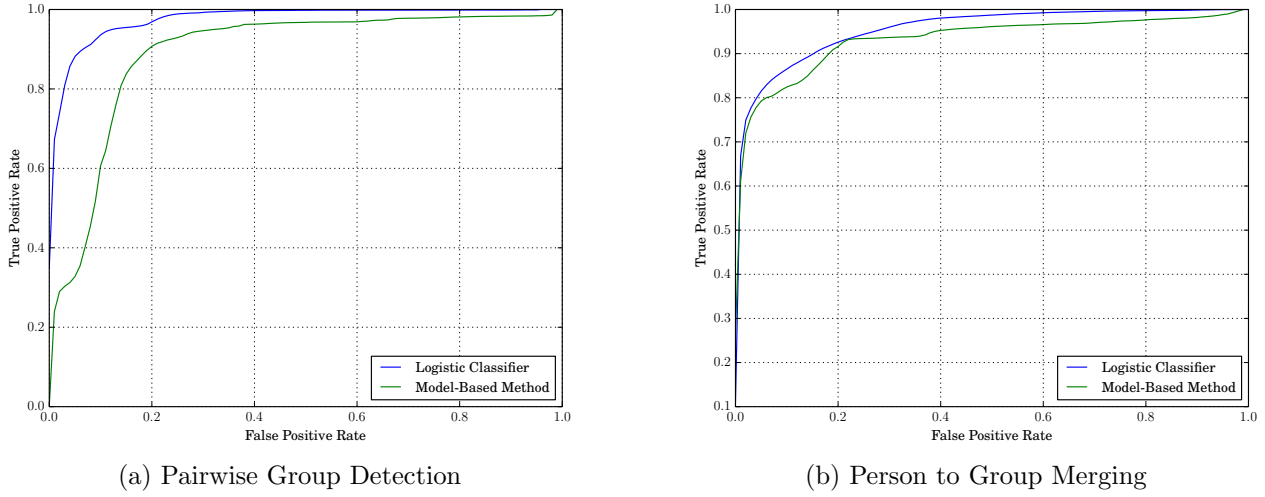 1.0
0.8
0.6
0.4
0.2
0.0
True Positive Rate
0.0 0.2 0.4 0.6 0.8 1.0
False Positive Rate
Logistic Classifier
Model-Based Method
(a) Pairwise Group Detection
1.0
0.9
0.8
0.7
0.6
0.5
0.4
0.3
0.2
0.1
True Positive Rate
0.0 0.2 0.4 0.6 0.8 1.0
False Positive Rate
Logistic Classifier
Model-Based Method
(b) Person to Group Merging